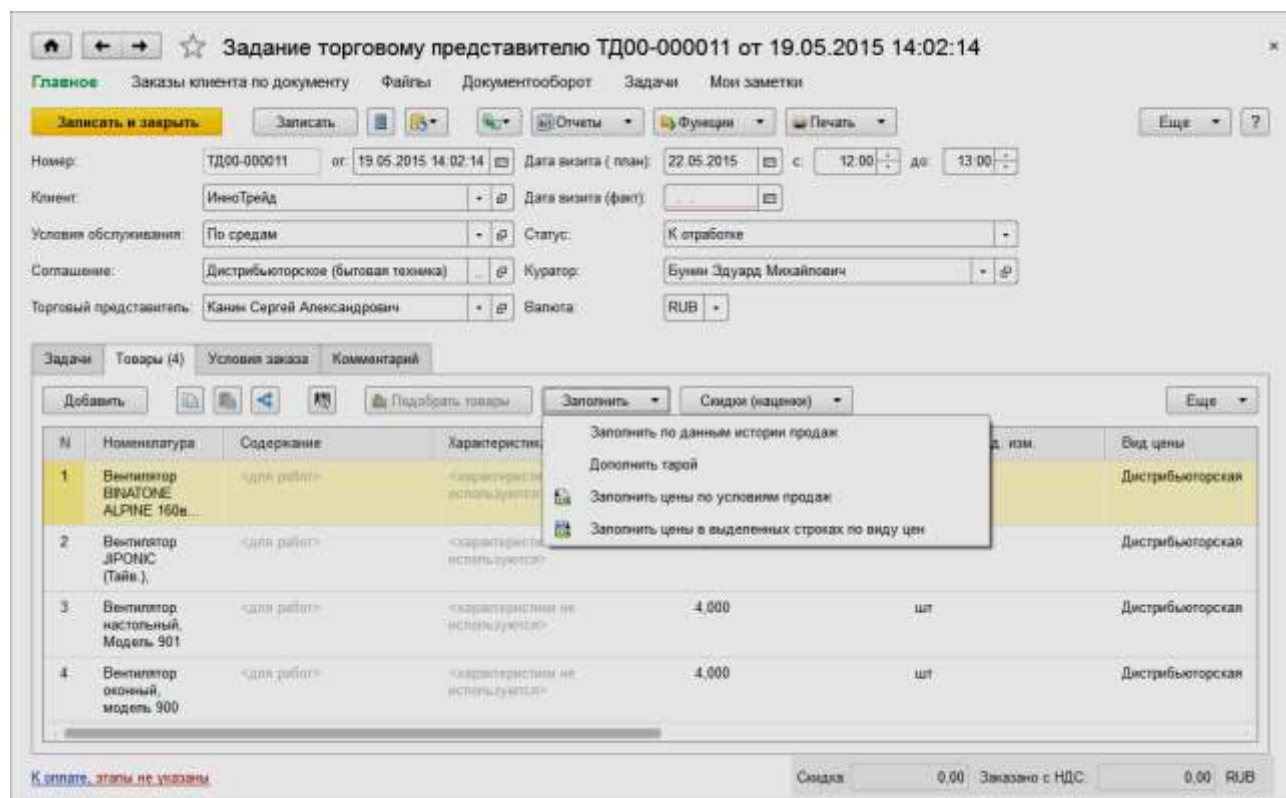 Задание торговому представителю ТД00-000011 от 19.05.2015 14:02:14
Главное Заказы клиента по документу Файлы Документооборот Задачи Мои заметки
Записать и закрыть Записать Отчеты Функции Печать Еще ?
Номер: ТД00-000011 от: 19.05.2015 14:02:14 Дата визита ( план): 22.05.2015 с: 12:00 до: 13:00
Клиент: ИнноТрейд Дата визита (факт): . .
Условия обслуживания: По средам Статус: К отработке
Соглашение: Дистрибьюторское (бытовая техника) ... Куратор: Бунин Эдуард Михайлович
Торговый представитель: Канин Сергей Александрович Валюта: RUB
Задачи Товары (4) Условия заказа Комментарий
Добавить Подобрать товары Заполнить Скидки (наценки) Еще
N Номенклатура Содержание Характеристик изм. Вид цены
Заполнить по данным истории продаж
Дополнить тарой
Заполнить цены по условиям продаж
Заполнить цены в выделенных строках по виду цен
1 Вентилятор <для работ> Дистрибьюторская
BINATONE
ALPINE 160в...
2 Вентилятор <для работ> Дистрибьюторская
JIPONIC используются>
(Тайв.),
3 Вентилятор <для работ> <характеристики не 4,000 шт Дистрибьюторская
настольный, используются>
Модель 901
4 Вентилятор <для работ> <характеристики не 4,000 шт Дистрибьюторская
оконный, используются>
модель 900
К оплате, этапы не указаны Скидка: 0,00 Заказано с НДС: 0,00 RUB